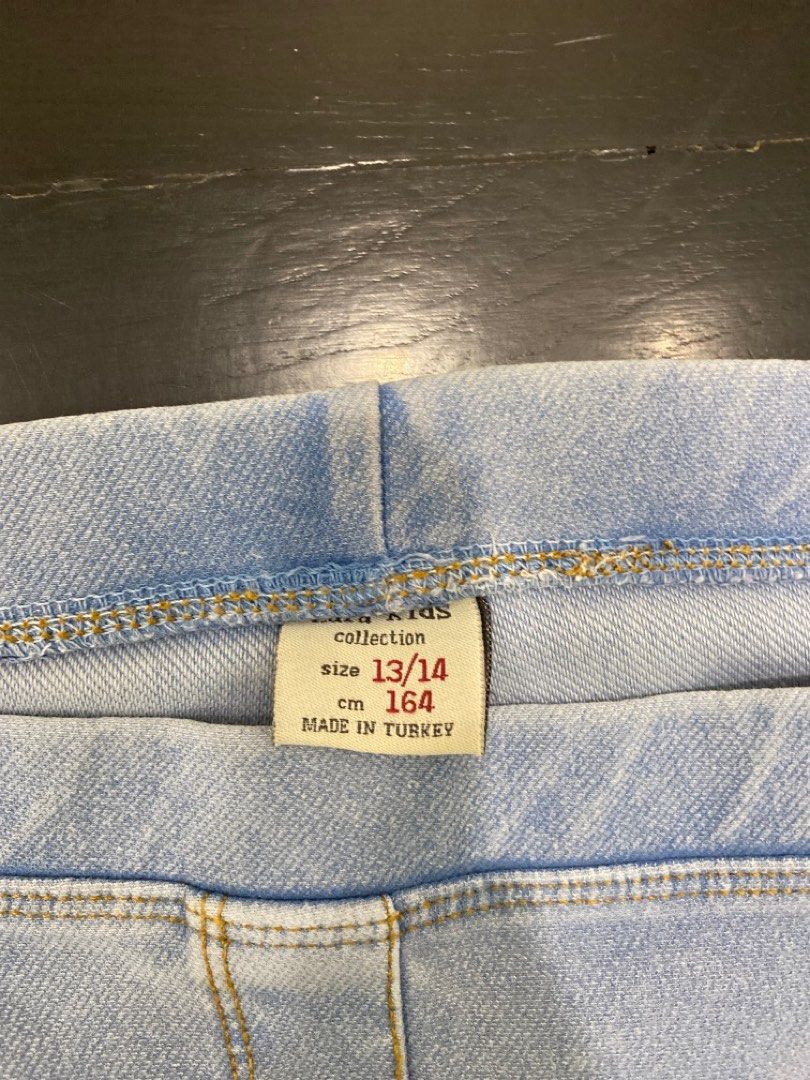 collection
size 13/14
cm 164
MADE IN TURKEY